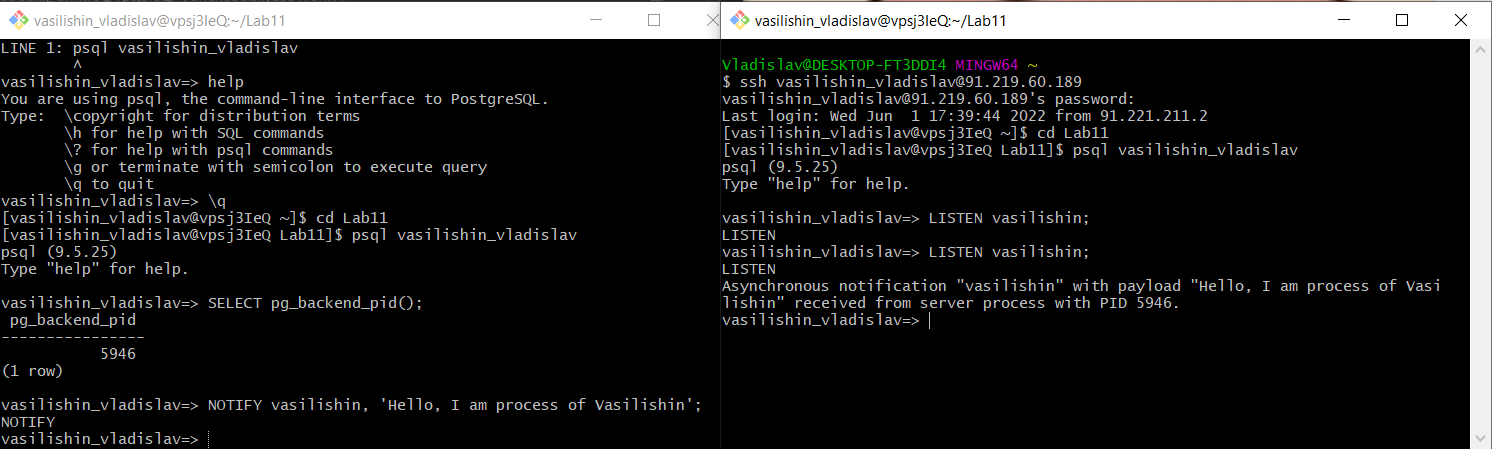 vasilishin_vladislav@vpsj3IeQ:~/Lab11
LINE 1: psql vasilishin_vladislav
^
vasilishin_vladislav=> help
You are using psql, the command-line interface to PostgreSQL.
Type:  \copyright for distribution terms
\h for help with SQL commands
\? for help with psql commands
\g or terminate with semicolon to execute query
\q to quit
vasilishin_vladislav=> \q
[vasilishin_vladislav@vpsj3IeQ ~]$ cd Lab11
[vasilishin_vladislav@vpsj3IeQ Lab11]$ psql vasilishin_vladislav
psql (9.5.25)
Type "help" for help.
vasilishin_vladislav=> SELECT pg_backend_pid();
pg_backend_pid
----------------
5946
(1 row)
vasilishin_vladislav=> NOTIFY vasilishin, 'Hello, I am process of Vasilishin';
NOTIFY
vasilishin_vladislav=>
vasilishin_vladislav@vpsj3IeQ:~/Lab11
Vladislav@DESKTOP-FT3DDI4 MINGW64 ~
$ ssh vasilishin_vladislav@91.219.60.189
vasilishin_vladislav@91.219.60.189's password:
Last login: Wed Jun  1 17:39:44 2022 from 91.221.211.2
[vasilishin_vladislav@vpsj3IeQ ~]$ cd Lab11
[vasilishin_vladislav@vpsj3IeQ Lab11]$ psql vasilishin_vladislav
psql (9.5.25)
Type "help" for help.
vasilishin_vladislav=> LISTEN vasilishin;
LISTEN
vasilishin_vladislav=> LISTEN vasilishin;
LISTEN
Asynchronous notification "vasilishin" with payload "Hello, I am process of Vasi
lishin" received from server process with PID 5946.
vasilishin_vladislav=>